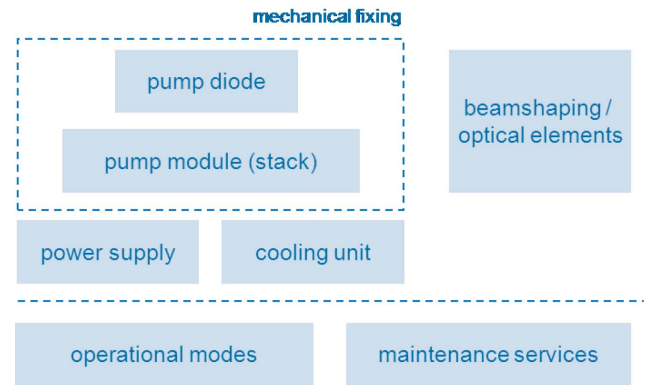 mechanical fixing
pump diode
pump module (stack)
beamshaping /
optical elements
power supply
cooling unit
operational modes
maintenance services